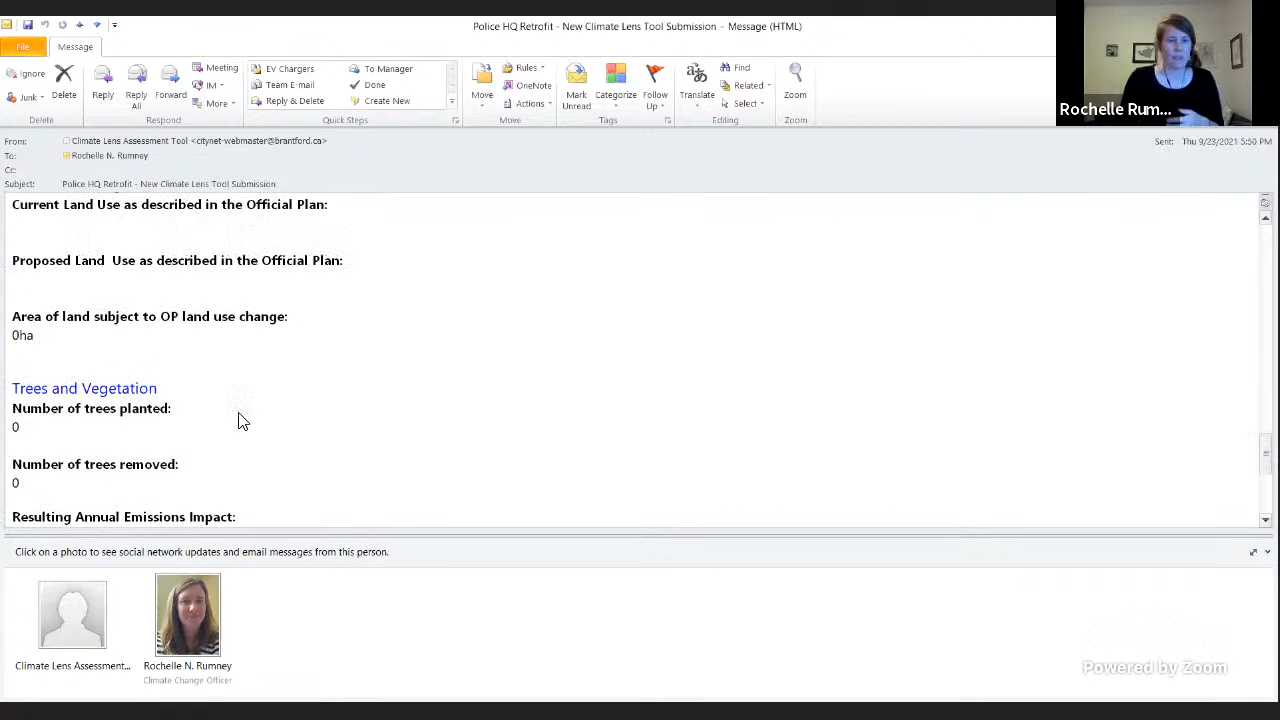 Police HQ Retrofit - New Climate Lens Tool Submission - Message (HTML)
File
Message
Ignore
Junk
Delete
Delete
Reply
Reply All
Forward
Meeting
IM
More
Respond
EV Chargers
Team E-mail
Reply & Delete
To Manager
Done
Create New
Quick Steps
Move
Rules
OneNote
Actions
Move
Mark Unread
Categorize
Follow Up
Tags
Translate
Find
Related
Select
Editing
Zoom
Zoom
Rochelle Rum...
From: Climate Lens Assessment Tool <citynet-webmaster@brantford.ca>
Sent: Thu 9/23/2021 5:50 PM
To: Rochelle N. Rumney
Cc:
Subject: Police HQ Retrofit - New Climate Lens Tool Submission
Current Land Use as described in the Official Plan:
Proposed Land Use as described in the Official Plan:
Area of land subject to OP land use change:
0ha
Trees and Vegetation
Number of trees planted:
0
Number of trees removed:
0
Resulting Annual Emissions Impact:
Click on a photo to see social network updates and email messages from this person.
Climate Lens Assessment...
Rochelle N. Rumney
Climate Change Officer
Powered by Zoom